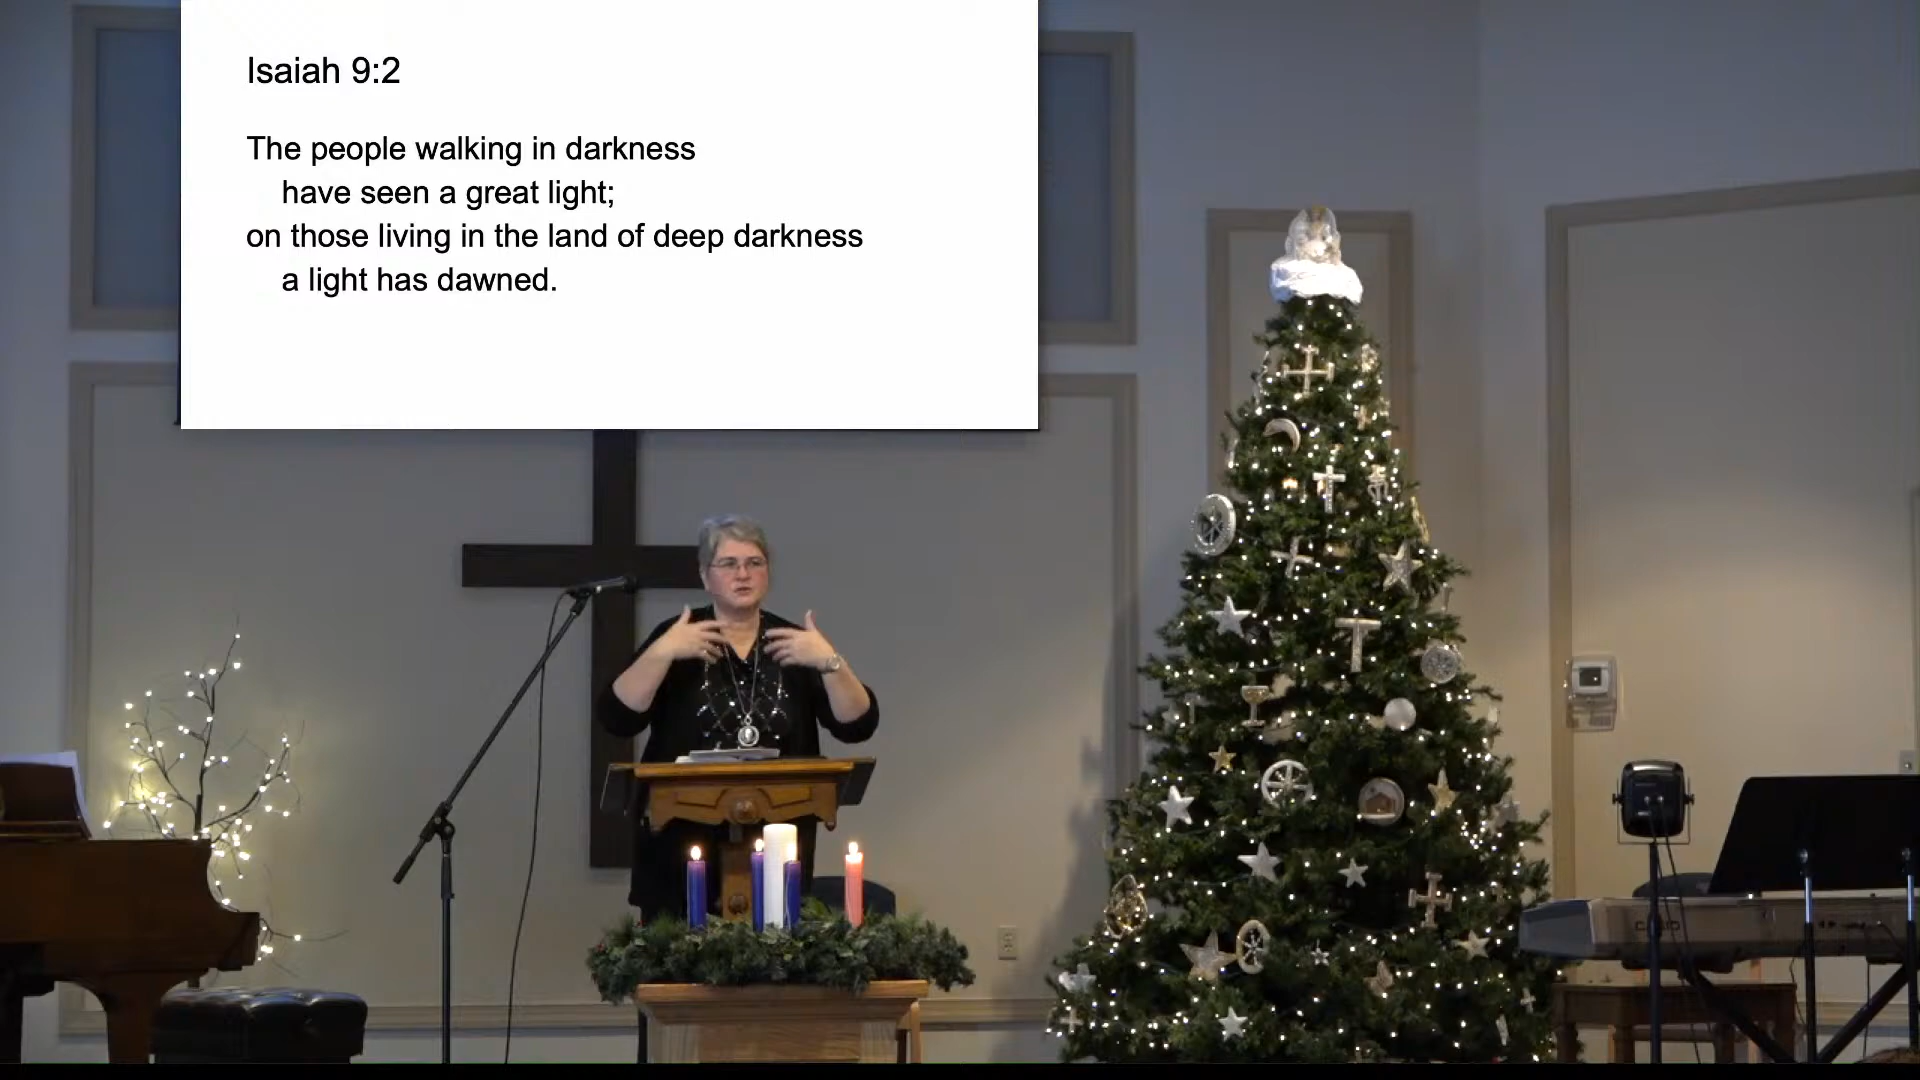 Isaiah 9:2
The people walking in darkness
have seen a great light;
on those living in the land of deep darkness
a light has dawned.
CASIO